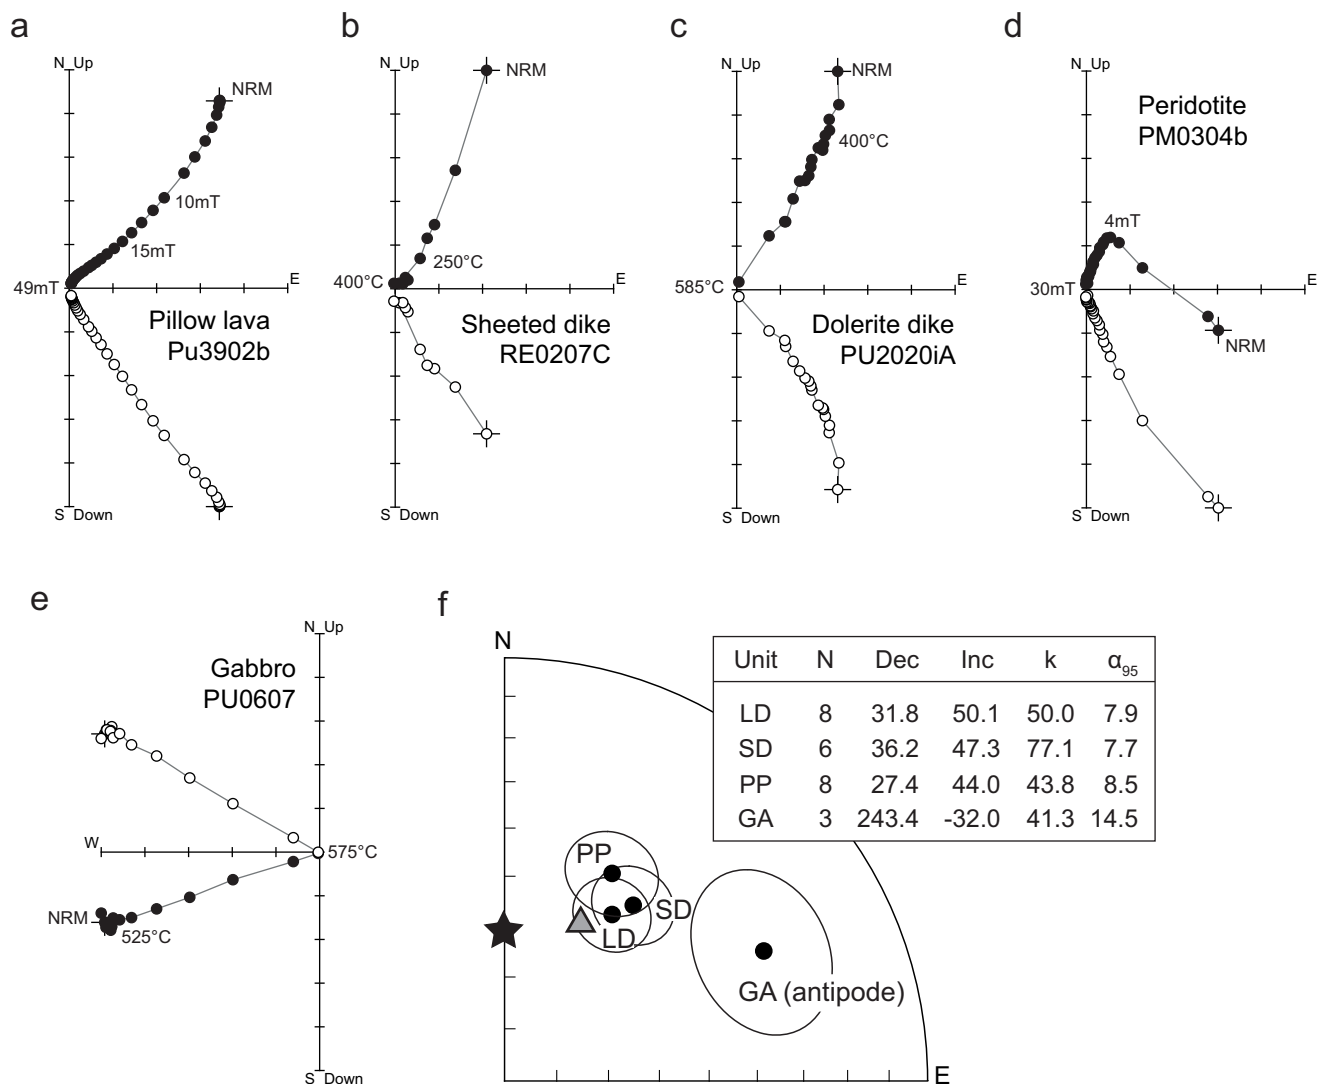 a
N Up
NRM
10mT
15mT
49mT
E
Pillow lava
Pu3902b
S Down
b
N Up
NRM
250°C
400°C
E
Sheeted dike
RE0207C
S Down
c
N Up
NRM
400°C
585°C
E
Dolerite dike
PU2020iA
S Down
d
N Up
Peridotite
PM0304b
4mT
30mT
E
NRM
S Down
e
N Up
Gabbro
PU0607
W
575°C
NRM
525°C
S Down
f
N
Unit N Dec Inc k α95
LD 8 31.8 50.1 50.0 7.9
SD 6 36.2 47.3 77.1 7.7
PP 8 27.4 44.0 43.8 8.5
GA 3 243.4 -32.0 41.3 14.5
PP
SD
LD
GA (antipode)
E